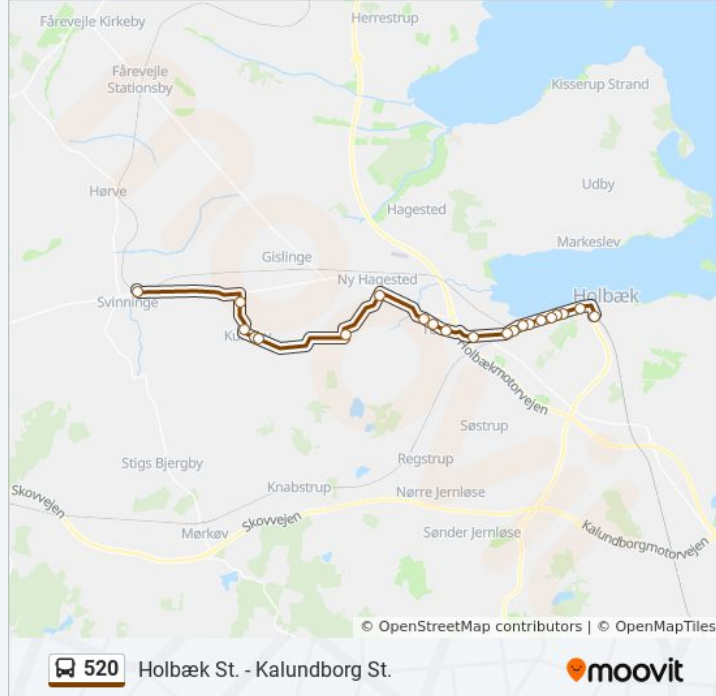 Fårevejle Kirkeby
Herrestrup
Fårevejle
Stationsby
Kisserup Strand
Hørve
Udby
Hagested
Markeslev
Gislinge
Ny Hagested
Svinninge
Holbæk
Holbækmotorvejen
Søstrup
Stigs Bjergby
Regstrup
Knabstrup
Nørre Jernløse
Skovvejen
Skovvejen
Mørkøv
Sønder Jernløse
Kalundborgmotorvejen
© OpenStreetMap contributors | © OpenMapTiles
520 Holbæk St. - Kalundborg St.
moovit